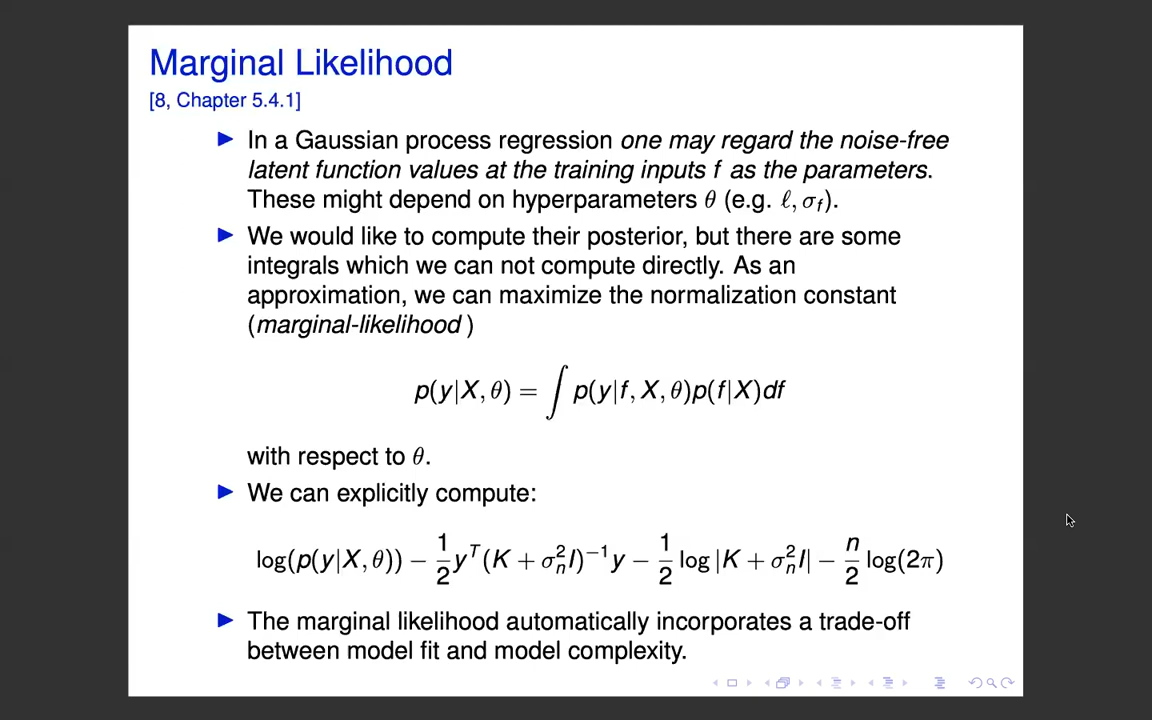 Marginal Likelihood
[8, Chapter 5.4.1]
▶ In a Gaussian process regression one may regard the noise-free
latent function values at the training inputs f as the parameters.
These might depend on hyperparameters θ (e.g. ℓ, σ_f).
▶ We would like to compute their posterior, but there are some
integrals which we can not compute directly. As an
approximation, we can maximize the normalization constant
(marginal-likelihood)
p(y|X, θ) = ∫ p(y|f, X, θ)p(f|X)df
with respect to θ.
▶ We can explicitly compute:
log(p(y|X, θ)) − 1/2 y^T (K + σ_n^2 I)^−1 y − 1/2 log |K + σ_n^2 I| − n/2 log(2π)
▶ The marginal likelihood automatically incorporates a trade-off
between model fit and model complexity.